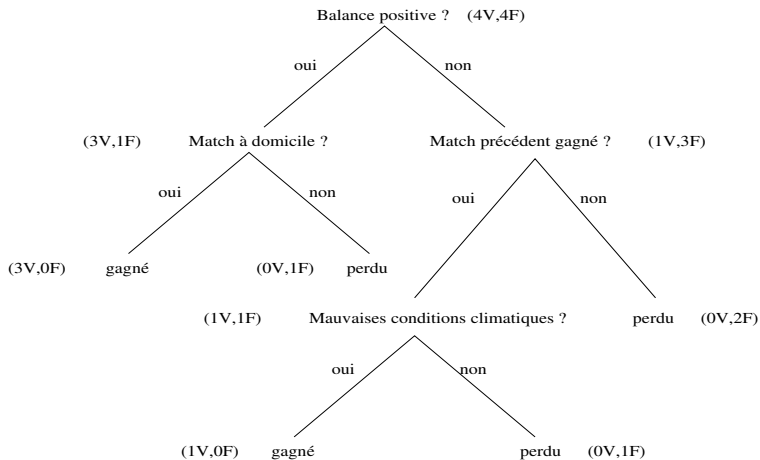 Balance positive ? (4V,4F)
oui non
(3V,1F) Match à domicile ? Match précédent gagné ? (1V,3F)
oui non oui non
(3V,0F) gagné (0V,1F) perdu
(1V,1F) Mauvaises conditions climatiques ? perdu (0V,2F)
oui non
(1V,0F) gagné perdu (0V,1F)